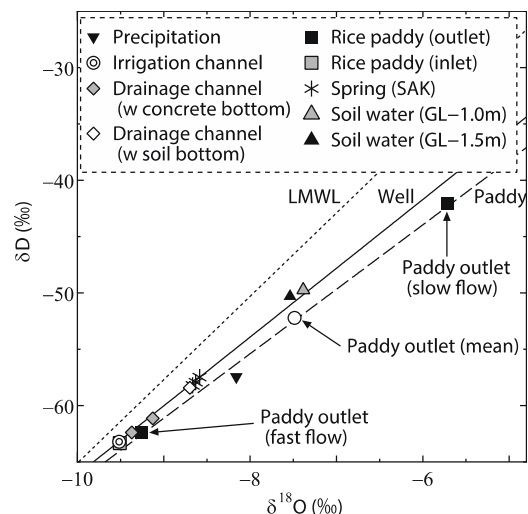 Precipitation
Irrigation channel
Drainage channel
(w concrete bottom)
Drainage channel
(w soil bottom)
Rice paddy (outlet)
Rice paddy (inlet)
Spring (SAK)
Soil water (GL−1.0m)
Soil water (GL−1.5m)
LMWL Well Paddy
Paddy outlet
(slow flow)
Paddy outlet (mean)
Paddy outlet
(fast flow)
δD (‰)
−30
−40
−50
−60
−10 −8 −6
δ¹⁸O (‰)